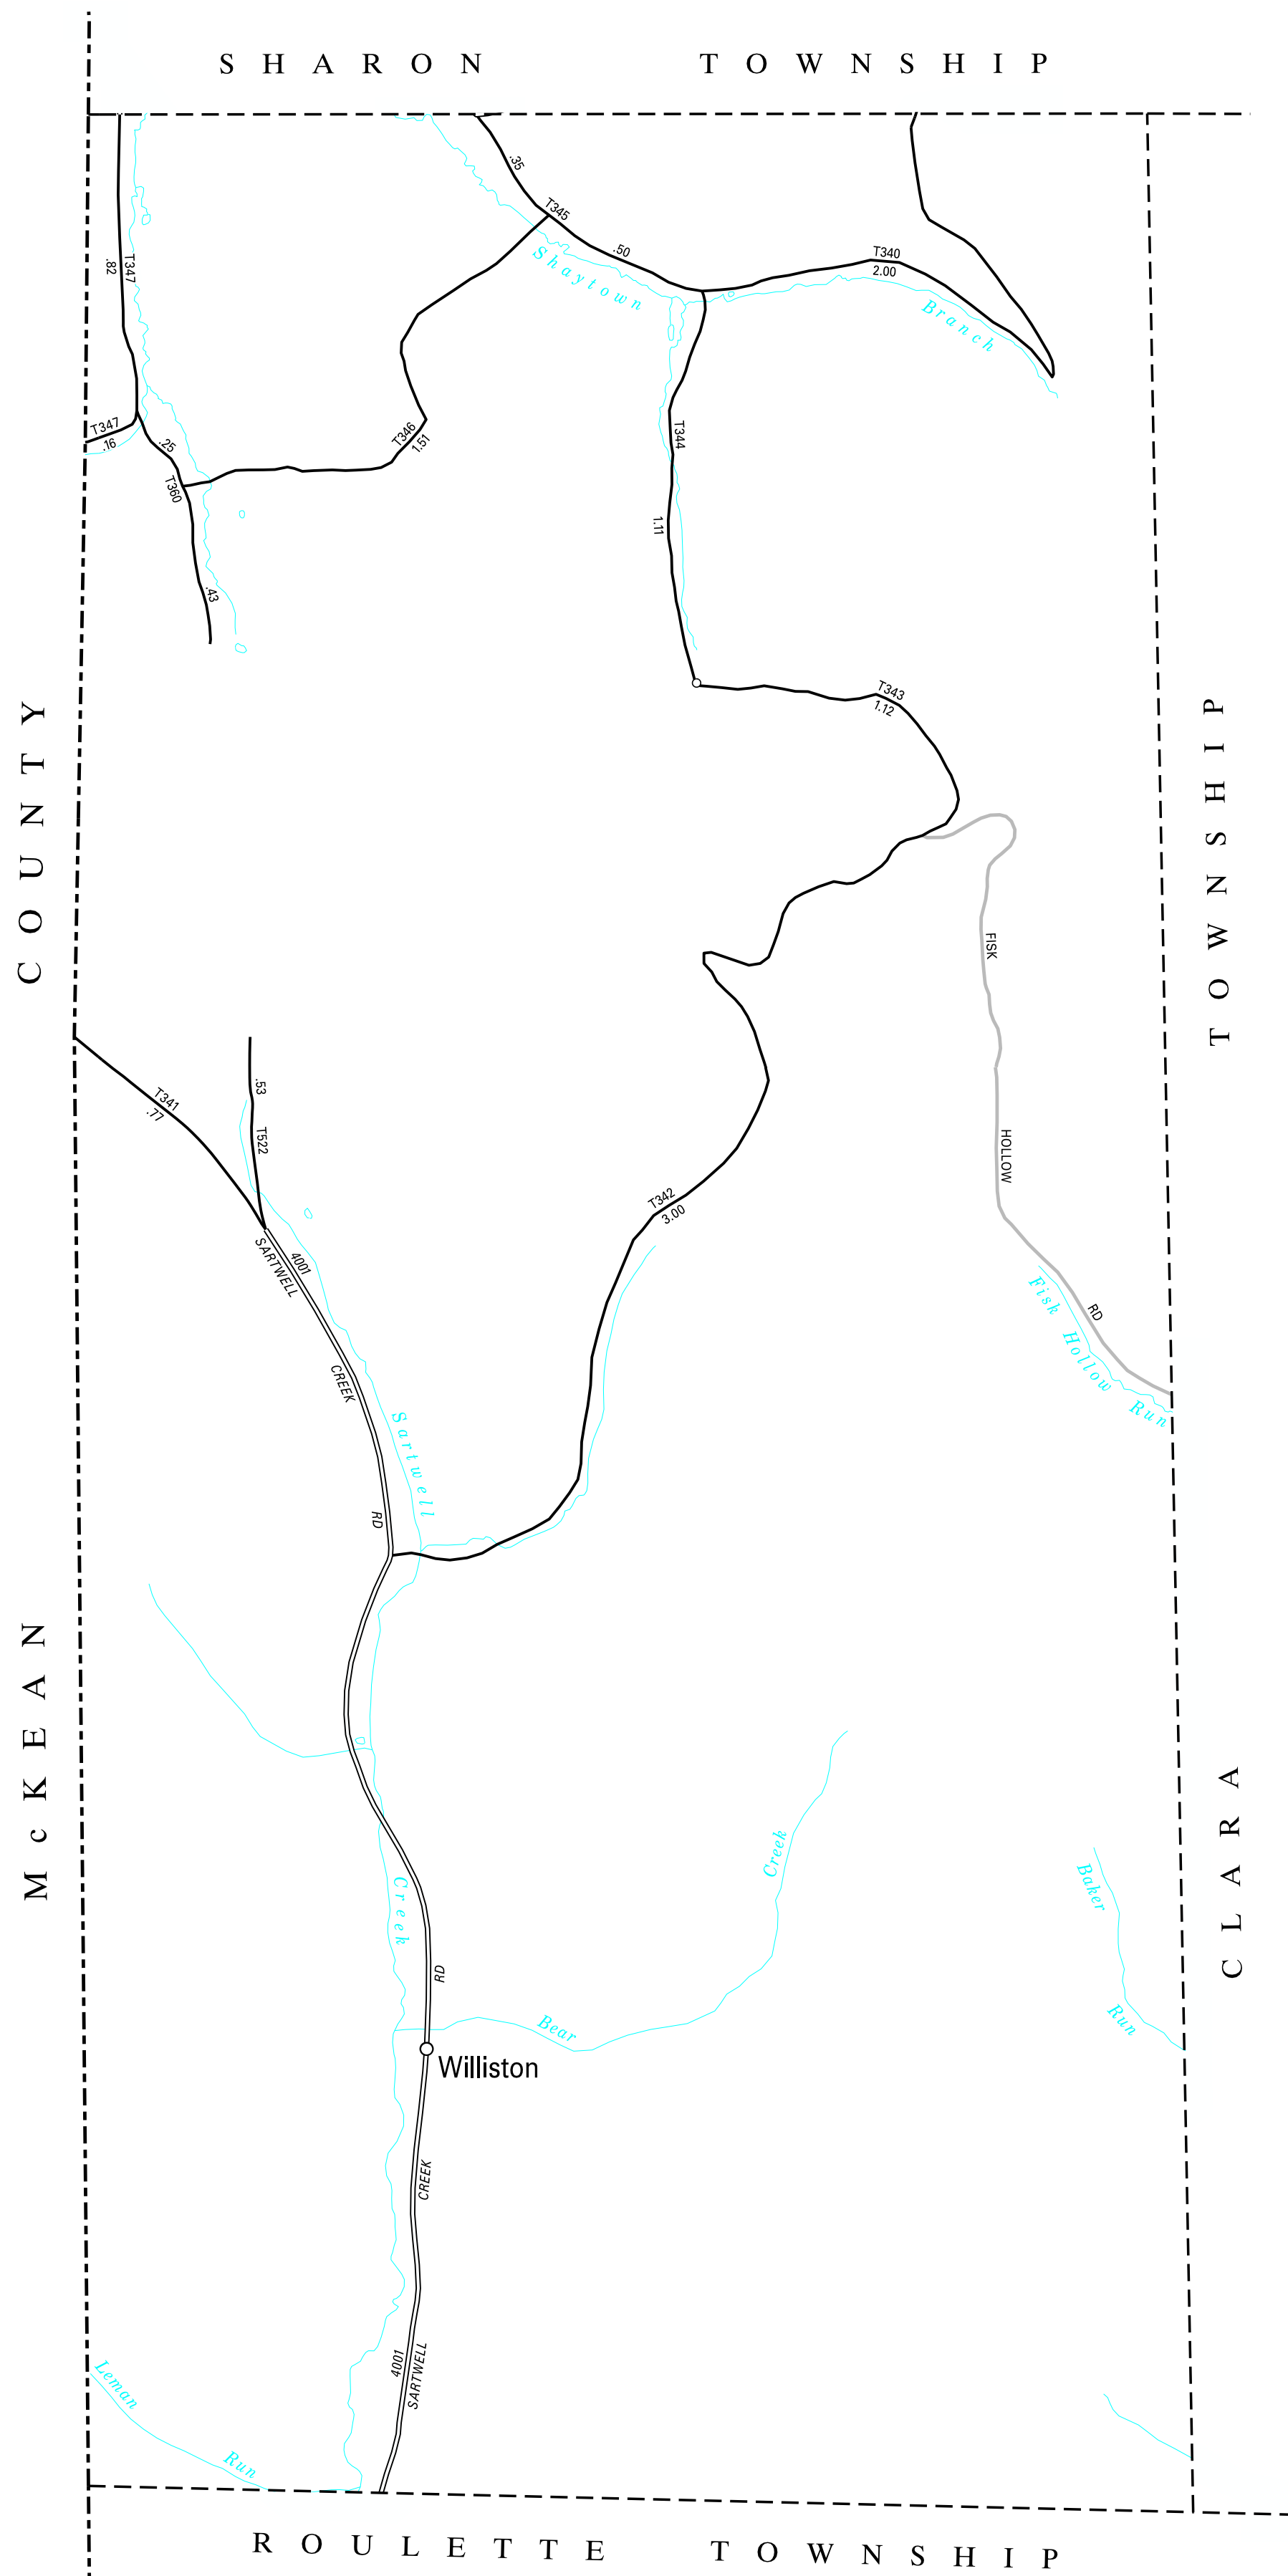 SHARON TOWNSHIP
.35
T345
.50
T340
2.00
Shaytown Branch
T347
.82
T347
.16
.25
T360
.43
T346
1.51
T344
1.11
T343
1.12
COUNTY
TOWNSHIP
FISK HOLLOW RD
T341
.77
.53
T522
T342
3.00
4001
SARTWELL CREEK RD
Fisk Hollow Run
Sartwell Creek
McKEAN
CLARA
Creek
Bear
Baker Run
RD
Williston
CREEK
4001
SARTWELL
Leman Run
ROULETTE TOWNSHIP